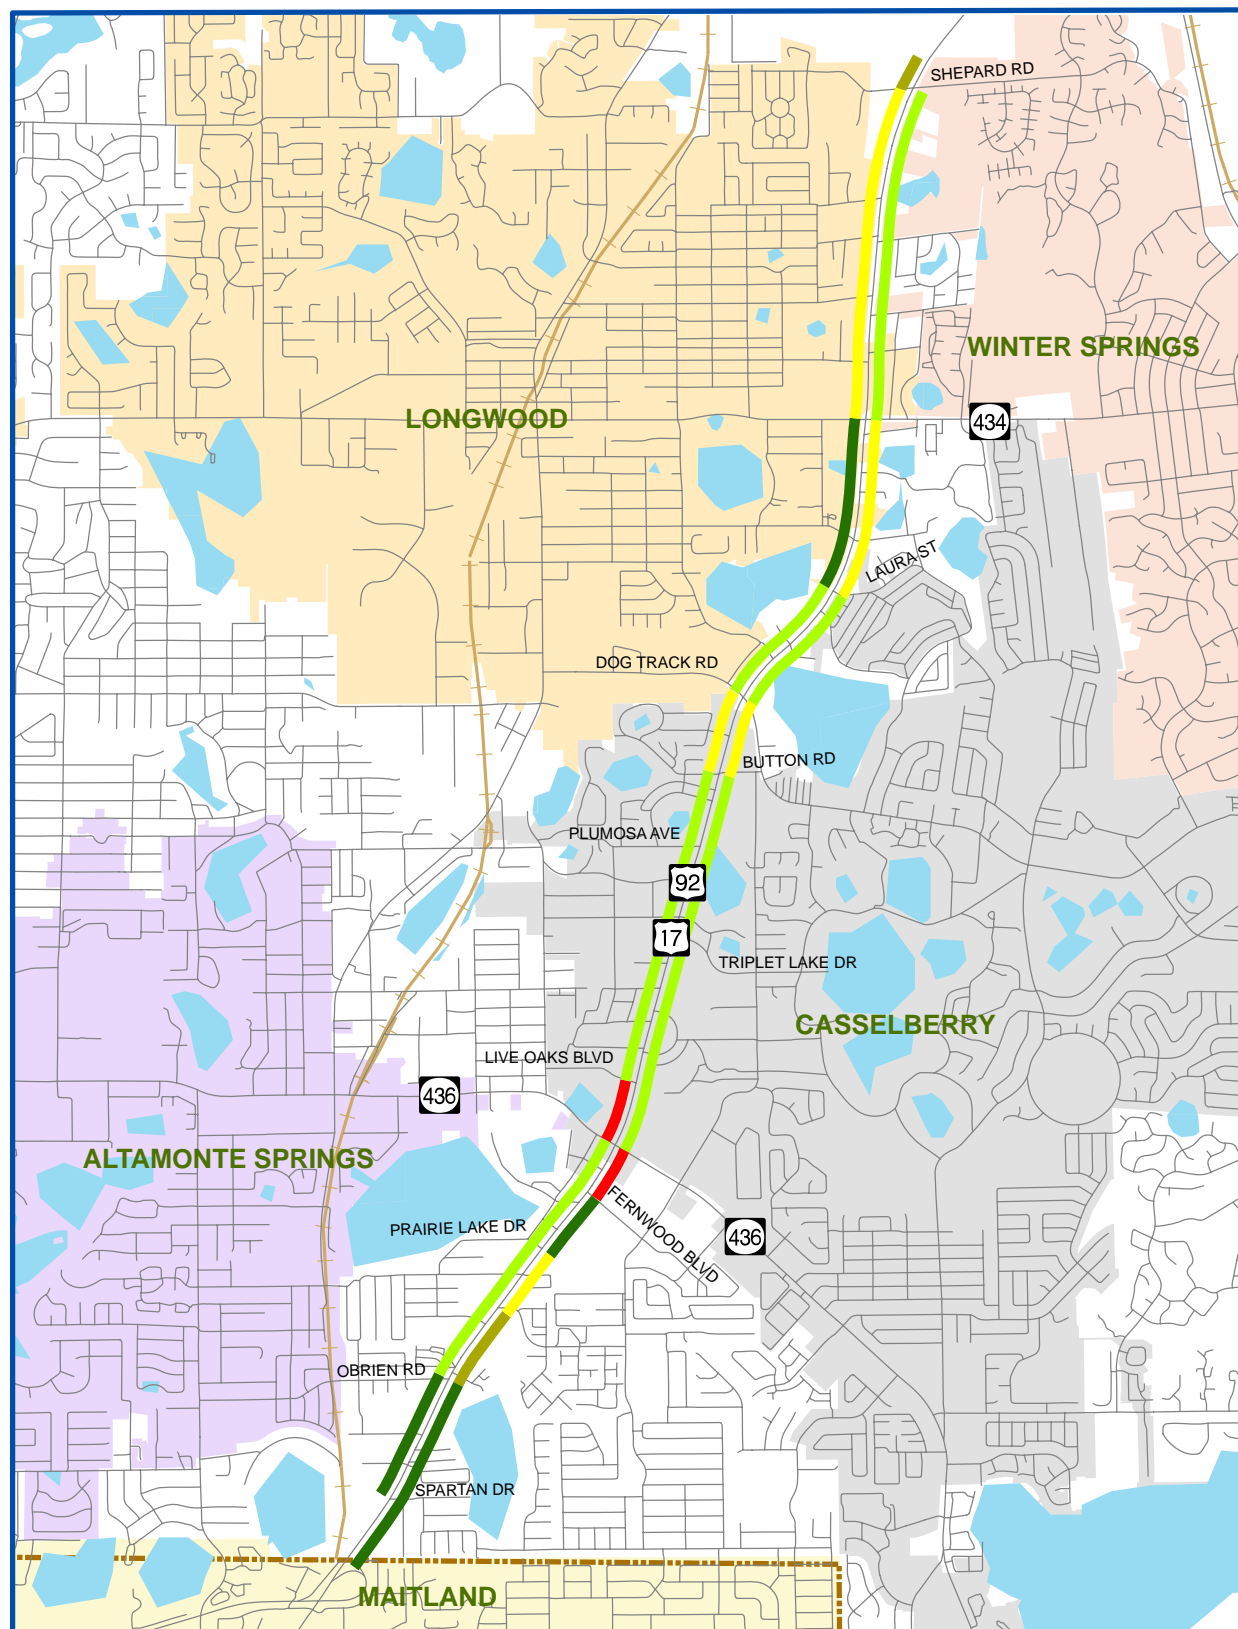 SHEPARD RD
WINTER SPRINGS
LONGWOOD
434
LAURA ST
DOG TRACK RD
BUTTON RD
PLUMOSA AVE
92
17
TRIPLET LAKE DR
CASSELBERRY
LIVE OAKS BLVD
436
ALTAMONTE SPRINGS
FERNWOOD BLVD
PRAIRIE LAKE DR
436
OBRIEN RD
SPARTAN DR
MAITLAND